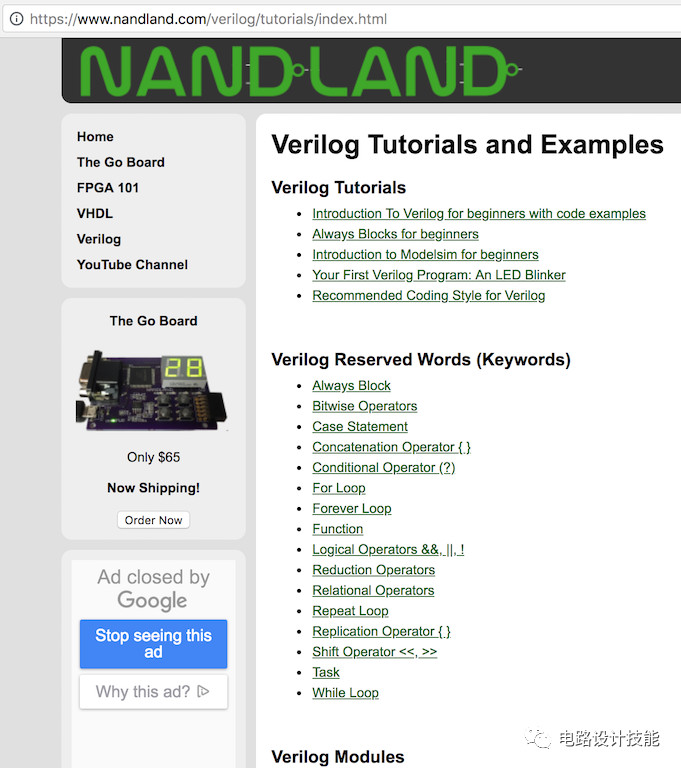 https://www.nandland.com/verilog/tutorials/index.html
NANDLAND
Home
The Go Board
FPGA 101
VHDL
Verilog
YouTube Channel
The Go Board
28
Only $65
Now Shipping!
Order Now
Ad closed by
Google
Stop seeing this
ad
Why this ad?
Verilog Tutorials and Examples
Verilog Tutorials
Introduction To Verilog for beginners with code examples
Always Blocks for beginners
Introduction to Modelsim for beginners
Your First Verilog Program: An LED Blinker
Recommended Coding Style for Verilog
Verilog Reserved Words (Keywords)
Always Block
Bitwise Operators
Case Statement
Concatenation Operator { }
Conditional Operator (?)
For Loop
Forever Loop
Function
Logical Operators &&, ||, !
Reduction Operators
Relational Operators
Repeat Loop
Replication Operator { }
Shift Operator <<, >>
Task
While Loop
Verilog Modules
电路设计技能